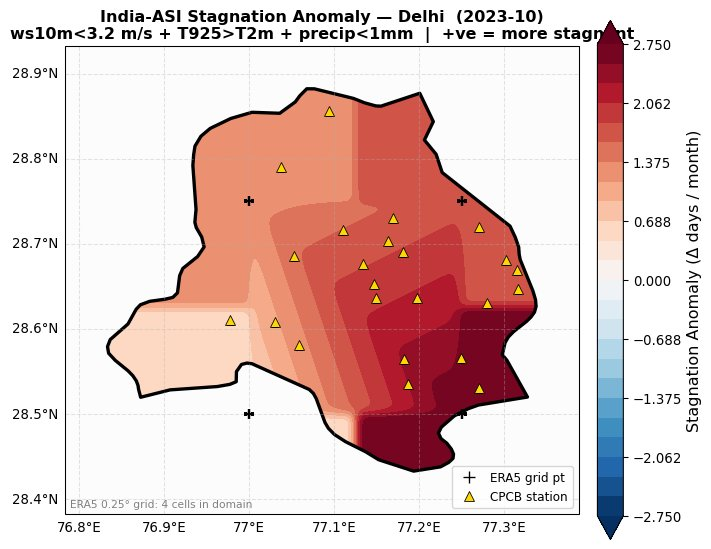 India-ASI Stagnation Anomaly — Delhi  (2023-10)
ws10m<3.2 m/s + T925>T2m + precip<1mm  |  +ve = more stagnant
28.9°N
28.8°N
28.7°N
28.6°N
28.5°N
28.4°N
76.8°E
76.9°E
77°E
77.1°E
77.2°E
77.3°E
ERA5 0.25° grid: 4 cells in domain
ERA5 grid pt
CPCB station
2.750
2.062
1.375
0.688
0.000
−0.688
−1.375
−2.062
−2.750
Stagnation Anomaly (Δ days / month)